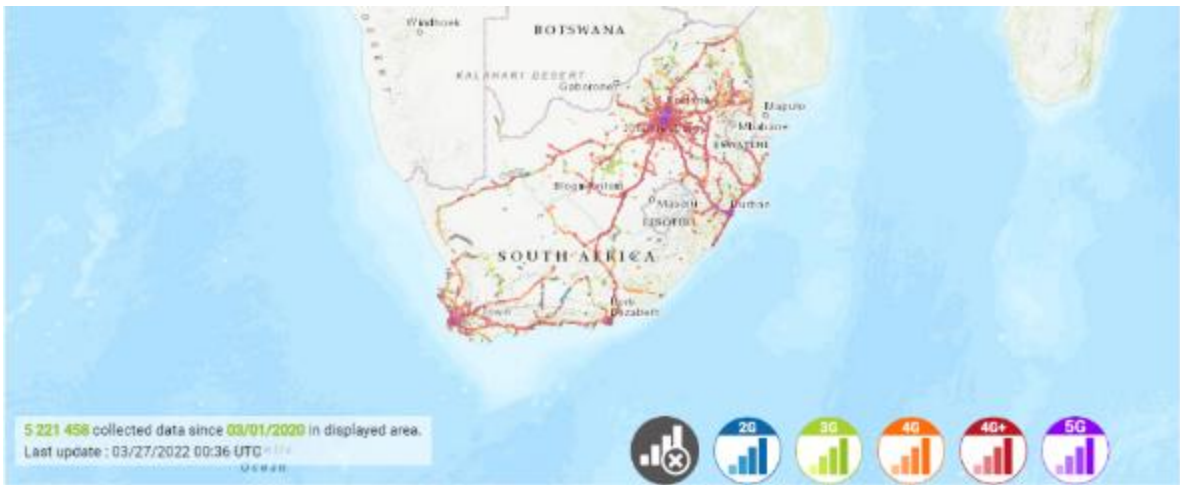 Windhoek
BOTSWANA
KALAHARI DESERT
Gaborone
Maputo
Mbabane
ESWATINI
Bloemfontein
Maseru
Durban
LESOTHO
SOUTH AFRICA
Port
Elizabeth
Town
5 221 458 collected data since 03/01/2020 in displayed area.
Last update : 03/27/2022 00:36 UTC
Ocean
2G
3G
4G
4G+
5G